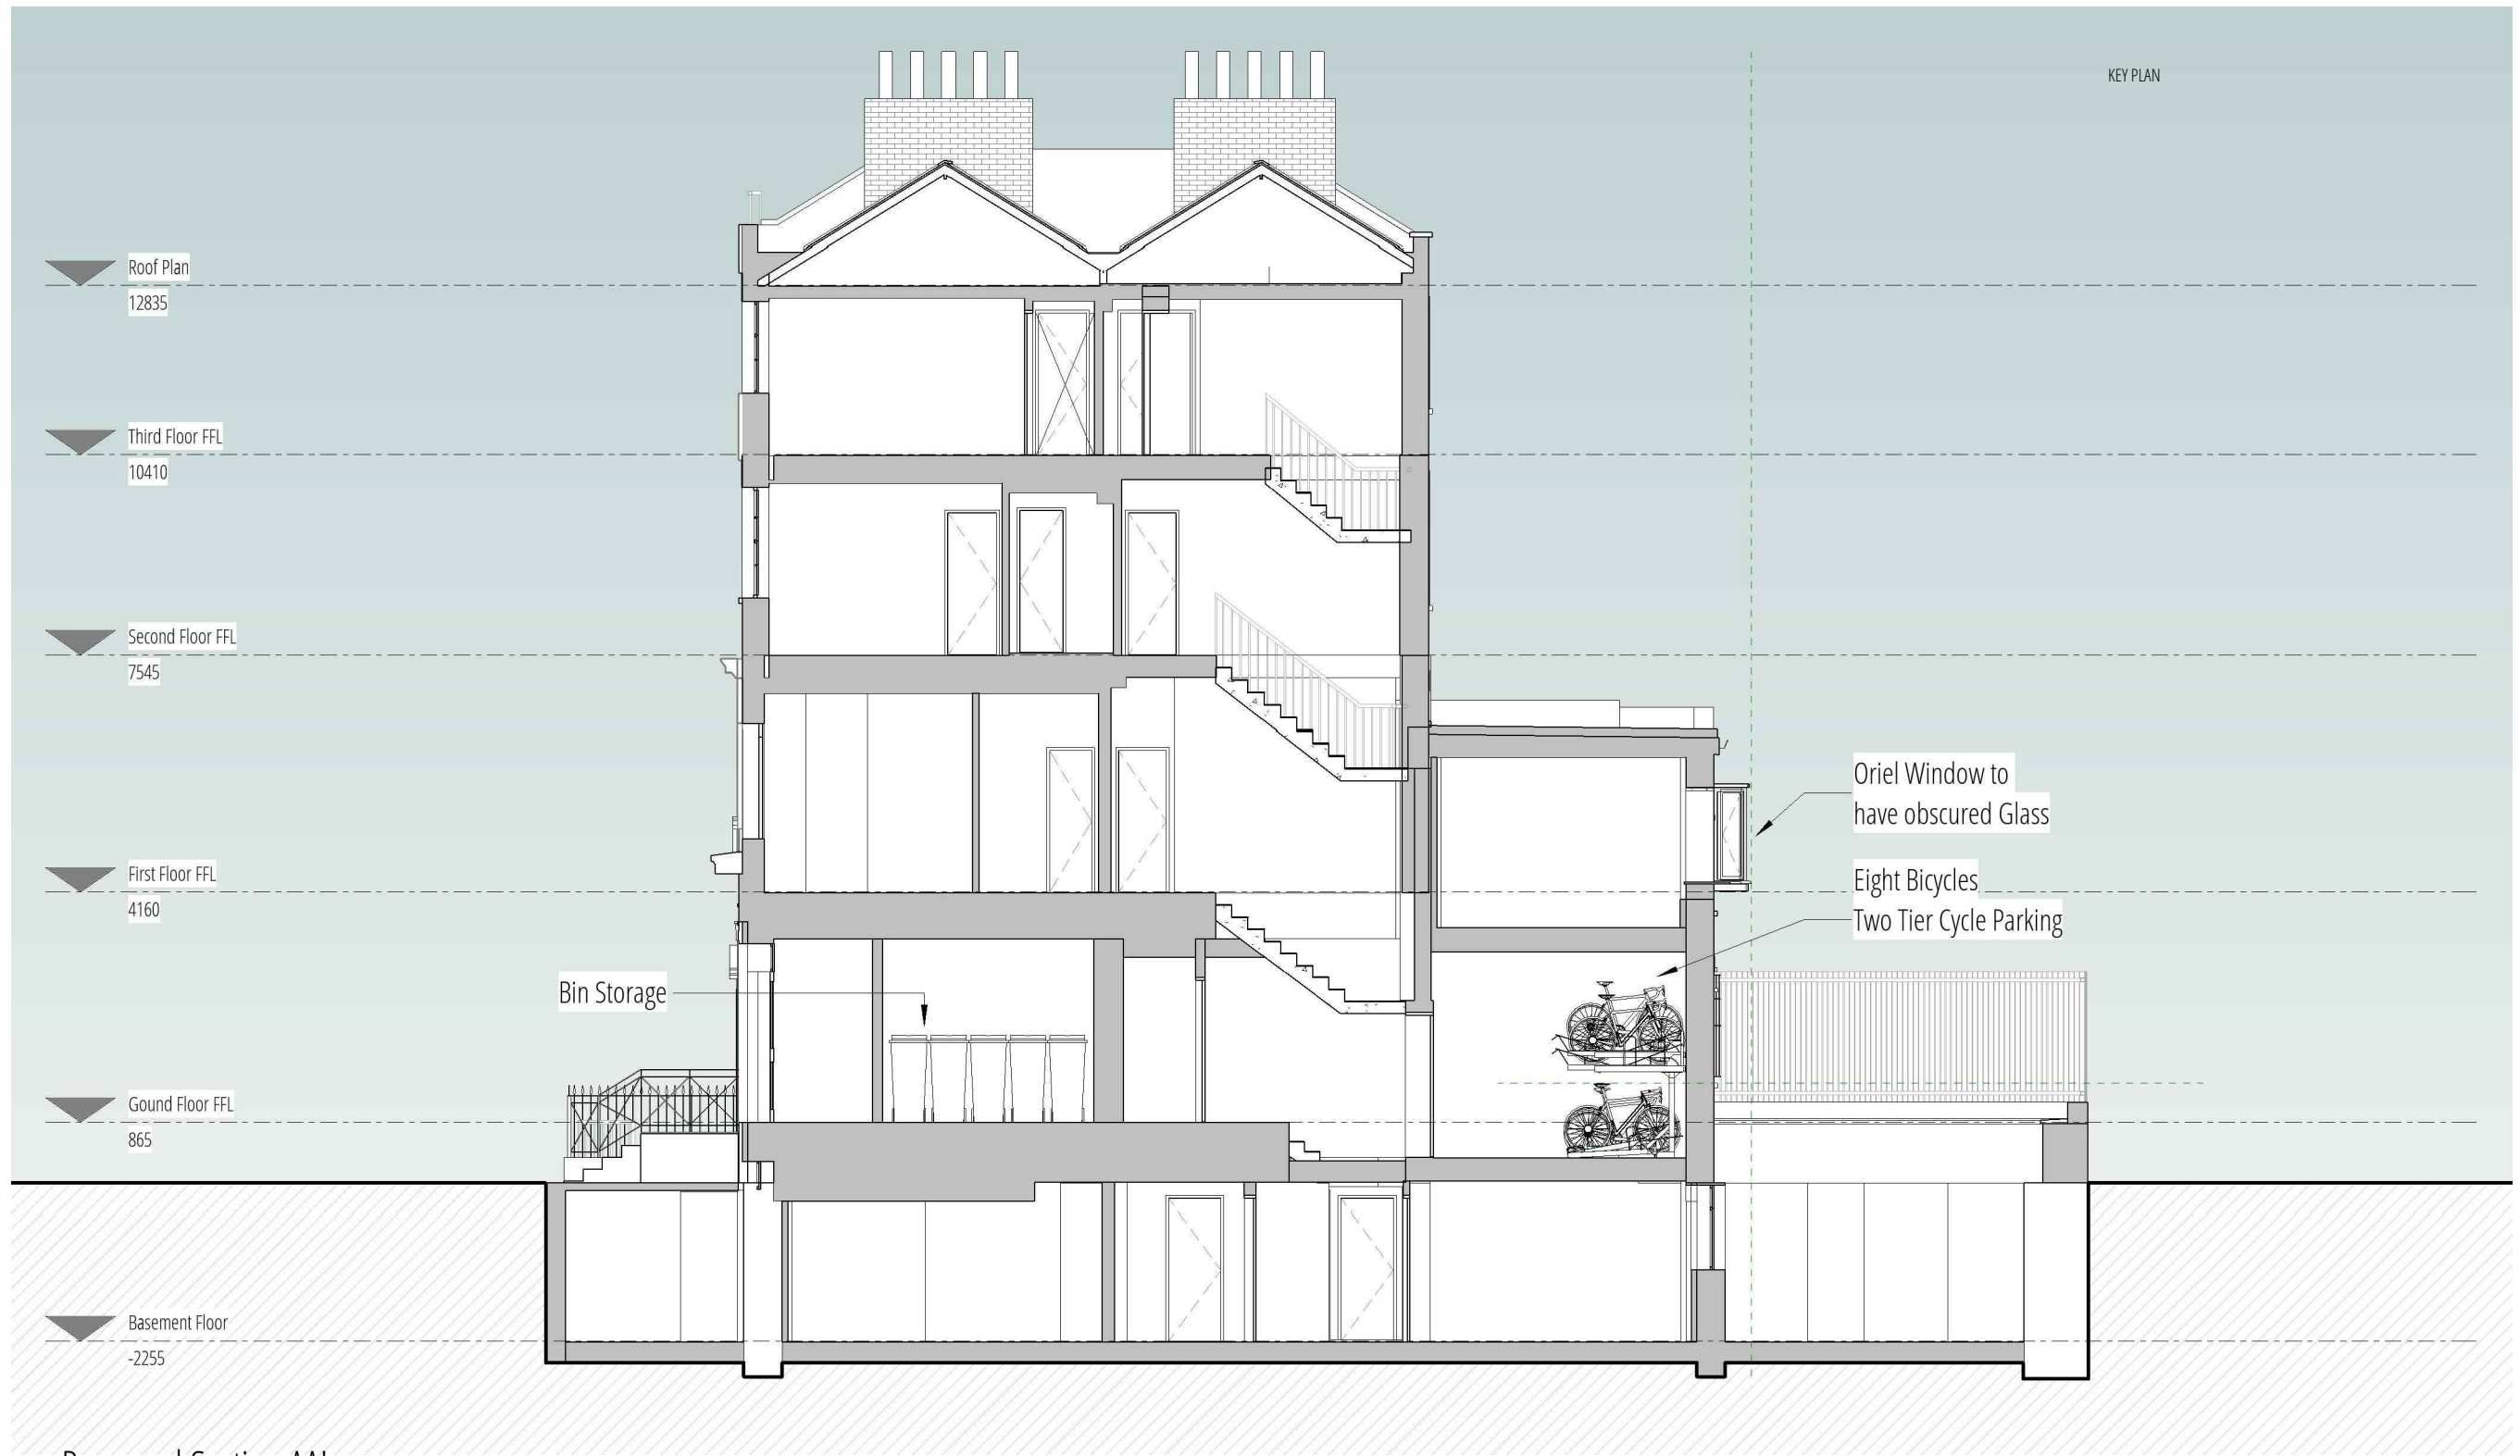 KEY PLAN
Roof Plan
12835
Third Floor FFL
10410
Second Floor FFL
7545
Oriel Window to
have obscured Glass
First Floor FFL
4160
Eight Bicycles
Two Tier Cycle Parking
Bin Storage
Gound Floor FFL
865
Basement Floor
-2255